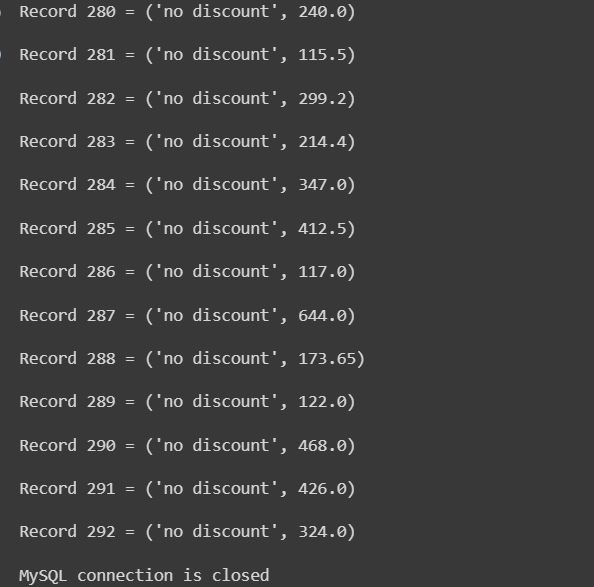 Record 280 = ('no discount', 240.0)
Record 281 = ('no discount', 115.5)
Record 282 = ('no discount', 299.2)
Record 283 = ('no discount', 214.4)
Record 284 = ('no discount', 347.0)
Record 285 = ('no discount', 412.5)
Record 286 = ('no discount', 117.0)
Record 287 = ('no discount', 644.0)
Record 288 = ('no discount', 173.65)
Record 289 = ('no discount', 122.0)
Record 290 = ('no discount', 468.0)
Record 291 = ('no discount', 426.0)
Record 292 = ('no discount', 324.0)
MySQL connection is closed